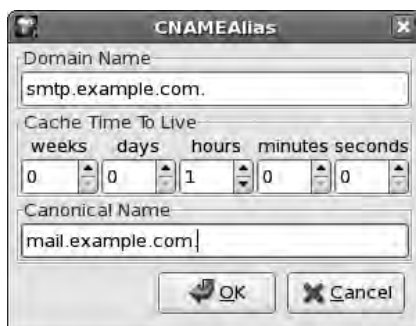 CNAMEAlias
Domain Name
smtp.example.com.
Cache Time To Live
weeks days hours minutes seconds
0 0 1 0 0
Canonical Name
mail.example.com.
OK Cancel